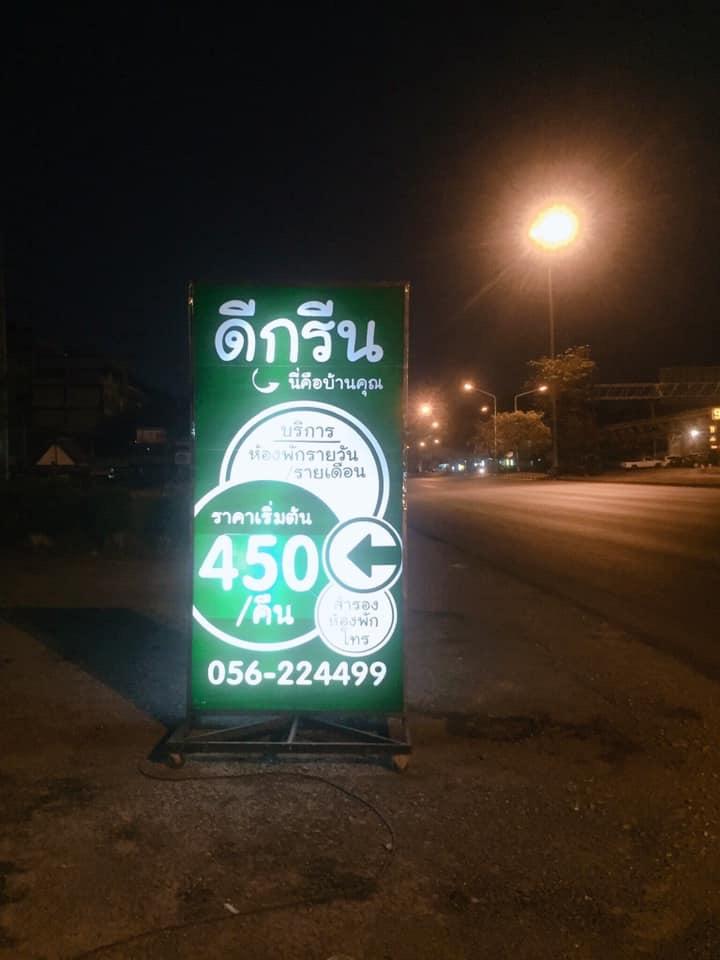 ดีกรีน
นี่คือบ้านคุณ
บริการ
ห้องพักรายวัน
/รายเดือน
ราคาเริ่มต้น
450
/คืน
สำรอง
ห้องพัก
โทร
056-224499